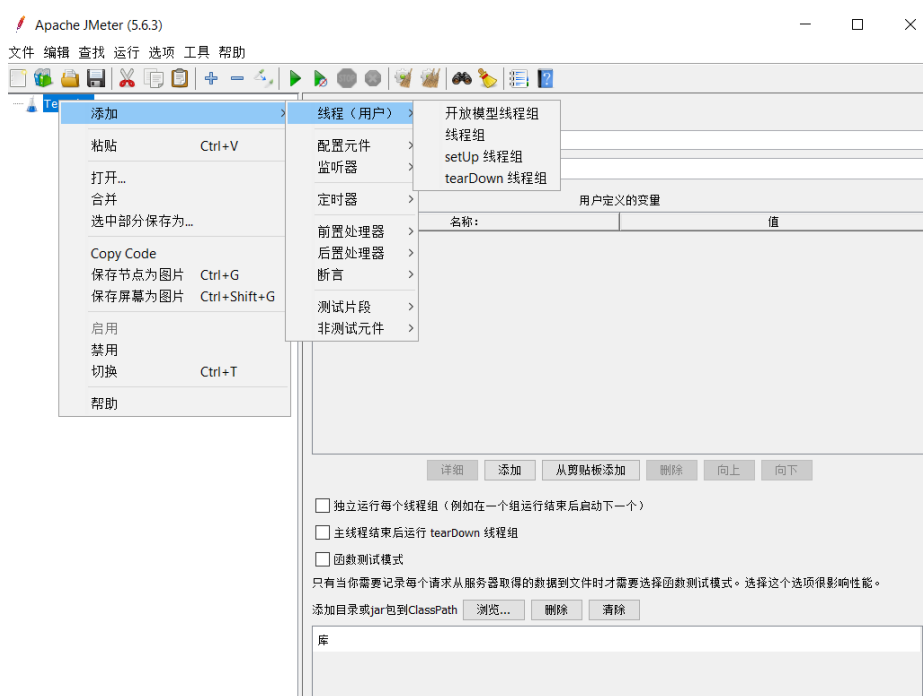 Apache JMeter (5.6.3)
文件 编辑 查找 运行 选项 工具 帮助
添加
粘贴 Ctrl+V
打开...
合并
选中部分保存为...
Copy Code
保存节点为图片 Ctrl+G
保存屏幕为图片 Ctrl+Shift+G
启用
禁用
切换 Ctrl+T
帮助
线程（用户）
配置元件
监听器
定时器
前置处理器
后置处理器
断言
测试片段
非测试元件
开放模型线程组
线程组
setUp 线程组
tearDown 线程组
用户定义的变量
名称: 值
详细 添加 从剪贴板添加 删除 向上 向下
独立运行每个线程组（例如在一个组运行结束后启动下一个）
主线程结束后运行 tearDown 线程组
函数测试模式
只有当你需要记录每个请求从服务器取得的数据到文件时才需要选择函数测试模式。选择这个选项很影响性能。
添加目录或jar包到ClassPath 浏览... 删除 清除
库